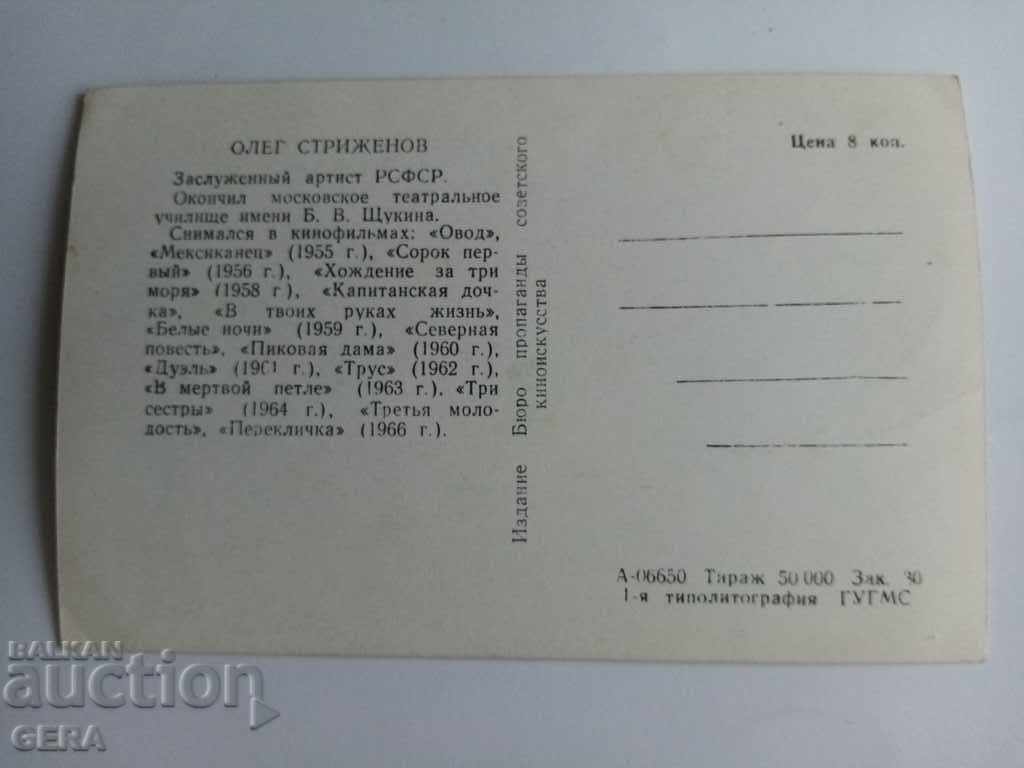 ОЛЕГ СТРИЖЕНОВ
Заслуженный артист РСФСР.
Окончил московское театральное
училище имени Б. В. Щукина.
Снимался в кинофильмах: «Овод»,
«Мексиканец» (1955 г.), «Сорок пер-
вый» (1956 г.), «Хождение за три
моря» (1958 г.), «Капитанская доч-
ка», «В твоих руках жизнь»,
«Белые ночи» (1959 г.), «Северная
повесть», «Пиковая дама» (1960 г.),
«Дуэль» (1961 г.), «Трус» (1962 г.),
«В мертвой петле» (1963 г.), «Три
сестры» (1964 г.), «Третья моло-
дость», «Перекличка» (1966 г.).
Издание Бюро пропаганды советского
киноискусства
Цена 8 коп.
А-06650 Тираж 50 000 Зак. 30
1-я типолитография ГУГМС
BALKAN
auction
GERA